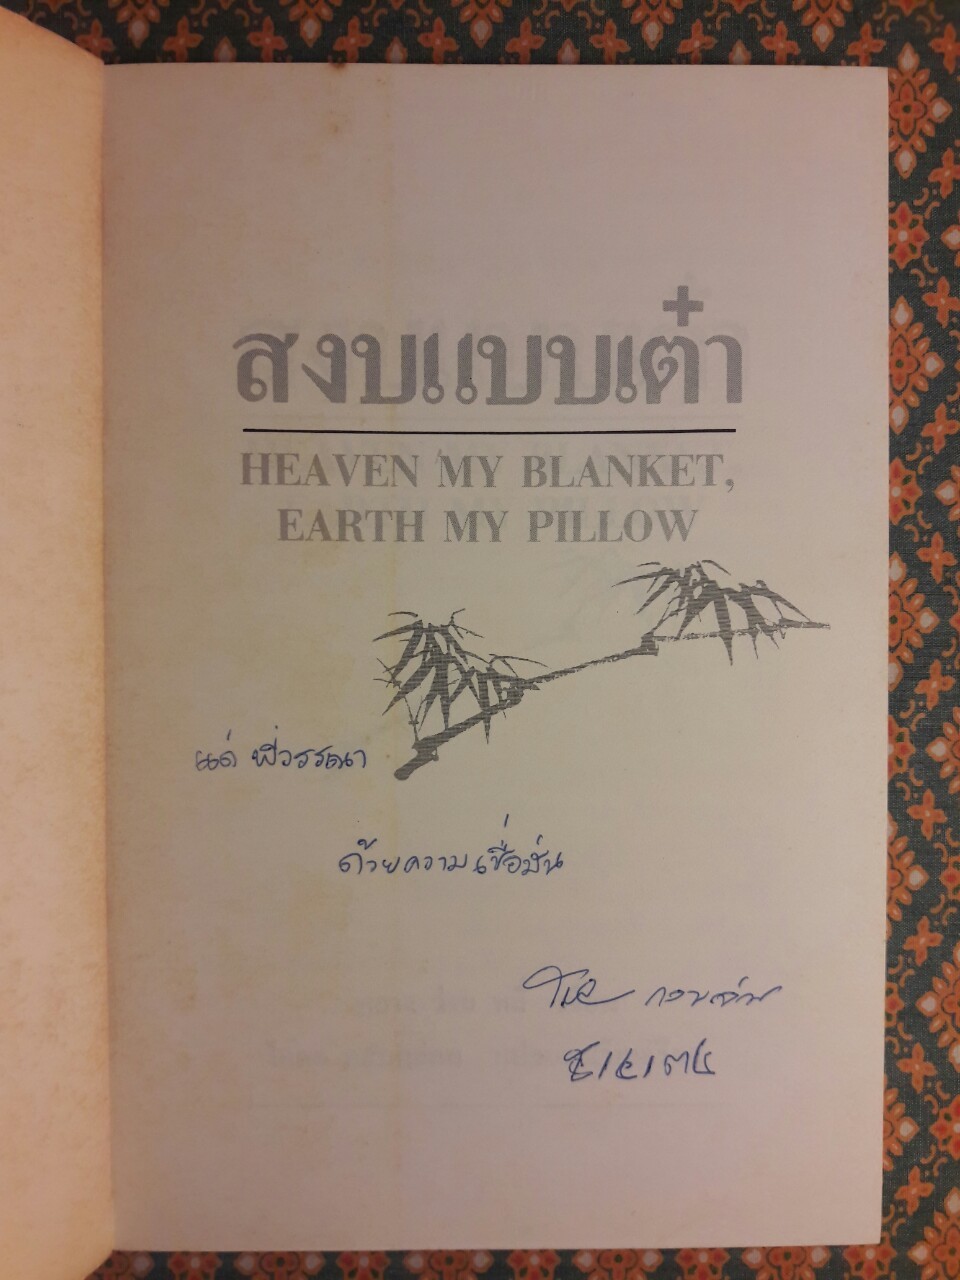 สงบแบบเต๋า
HEAVEN MY BLANKET,
EARTH MY PILLOW
แด่ พี่วรรณา
ด้วยความเชื่อมั่น